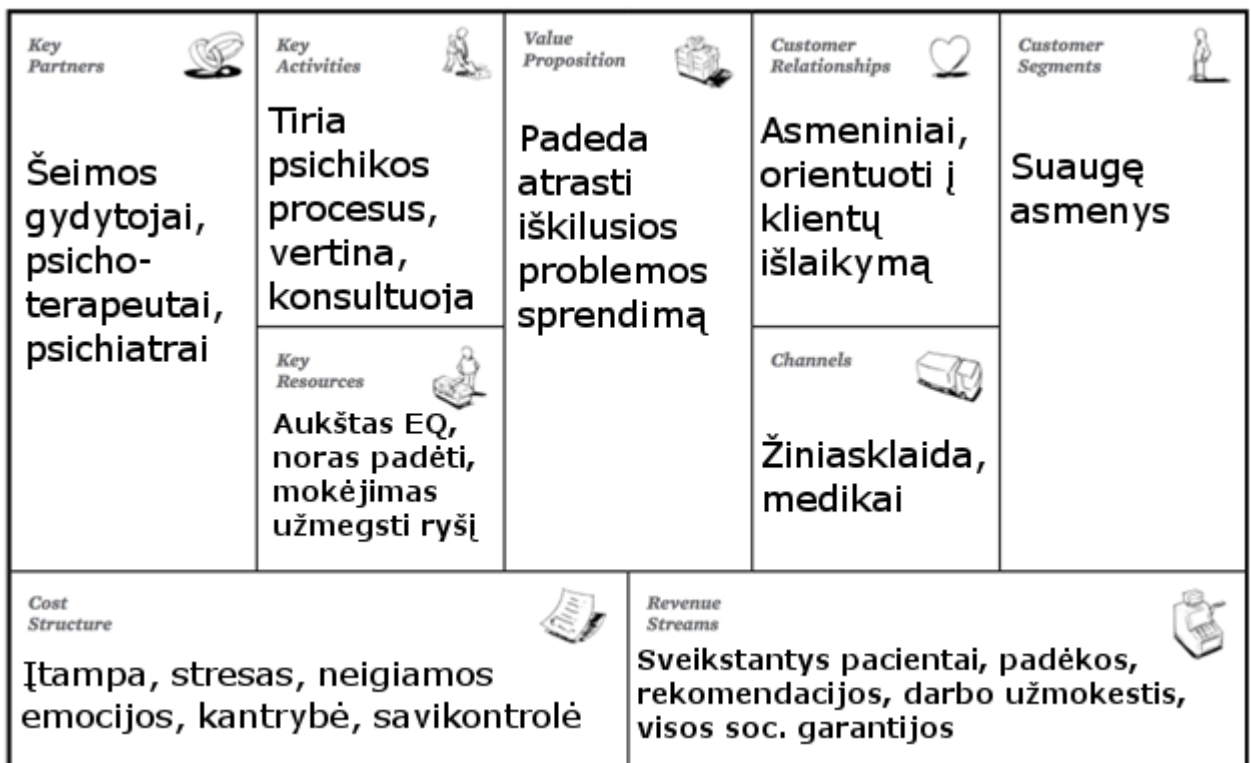 Key
Partners
Šeimos
gydytojai,
psicho-
terapeutai,
psichiatrai
Key
Activities
Tiria
psichikos
procesus,
vertina,
konsultuoja
Key
Resources
Aukštas EQ,
noras padėti,
mokėjimas
užmegsti ryšį
Value
Proposition
Padeda
atrasti
iškilusios
problemos
sprendimą
Customer
Relationships
Asmeniniai,
orientuoti į
klientų
išlaikymą
Channels
Žiniasklaida,
medikai
Customer
Segments
Suaugę
asmenys
Cost
Structure
Įtampa, stresas, neigiamos
emocijos, kantrybė, savikontrolė
Revenue
Streams
Sveikstantys pacientai, padėkos,
rekomendacijos, darbo užmokestis,
visos soc. garantijos